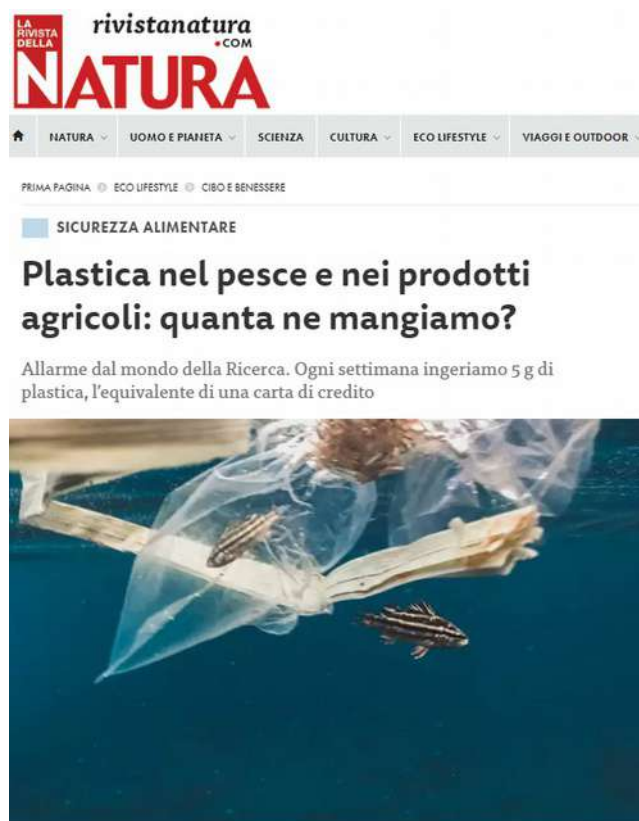 LA
RIVISTA
DELLA
NATURA
rivistanatura
.COM
NATURA
UOMO E PIANETA
SCIENZA
CULTURA
ECO LIFESTYLE
VIAGGI E OUTDOOR
PRIMA PAGINA
ECO LIFESTYLE
CIBO E BENESSERE
SICUREZZA ALIMENTARE
Plastica nel pesce e nei prodotti
agricoli: quanta ne mangiamo?
Allarme dal mondo della Ricerca. Ogni settimana ingeriamo 5 g di
plastica, l’equivalente di una carta di credito